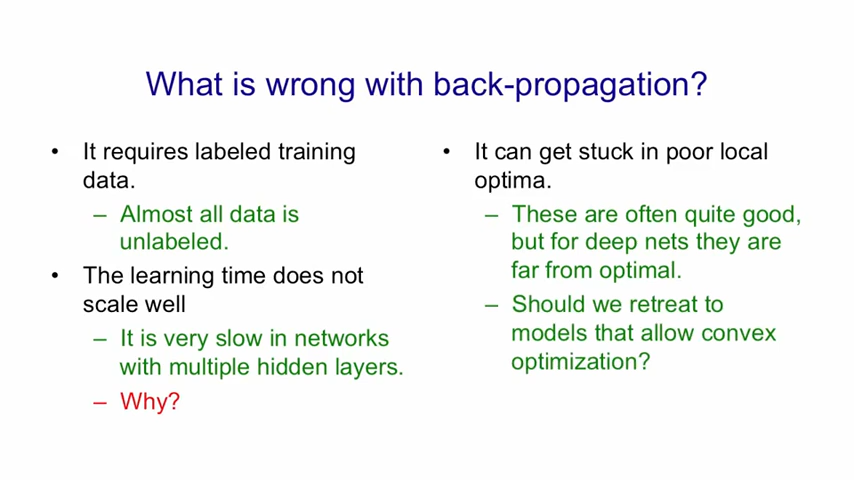 What is wrong with back-propagation?
• It requires labeled training
data.
– Almost all data is
unlabeled.
• The learning time does not
scale well
– It is very slow in networks
with multiple hidden layers.
– Why?
• It can get stuck in poor local
optima.
– These are often quite good,
but for deep nets they are
far from optimal.
– Should we retreat to
models that allow convex
optimization?